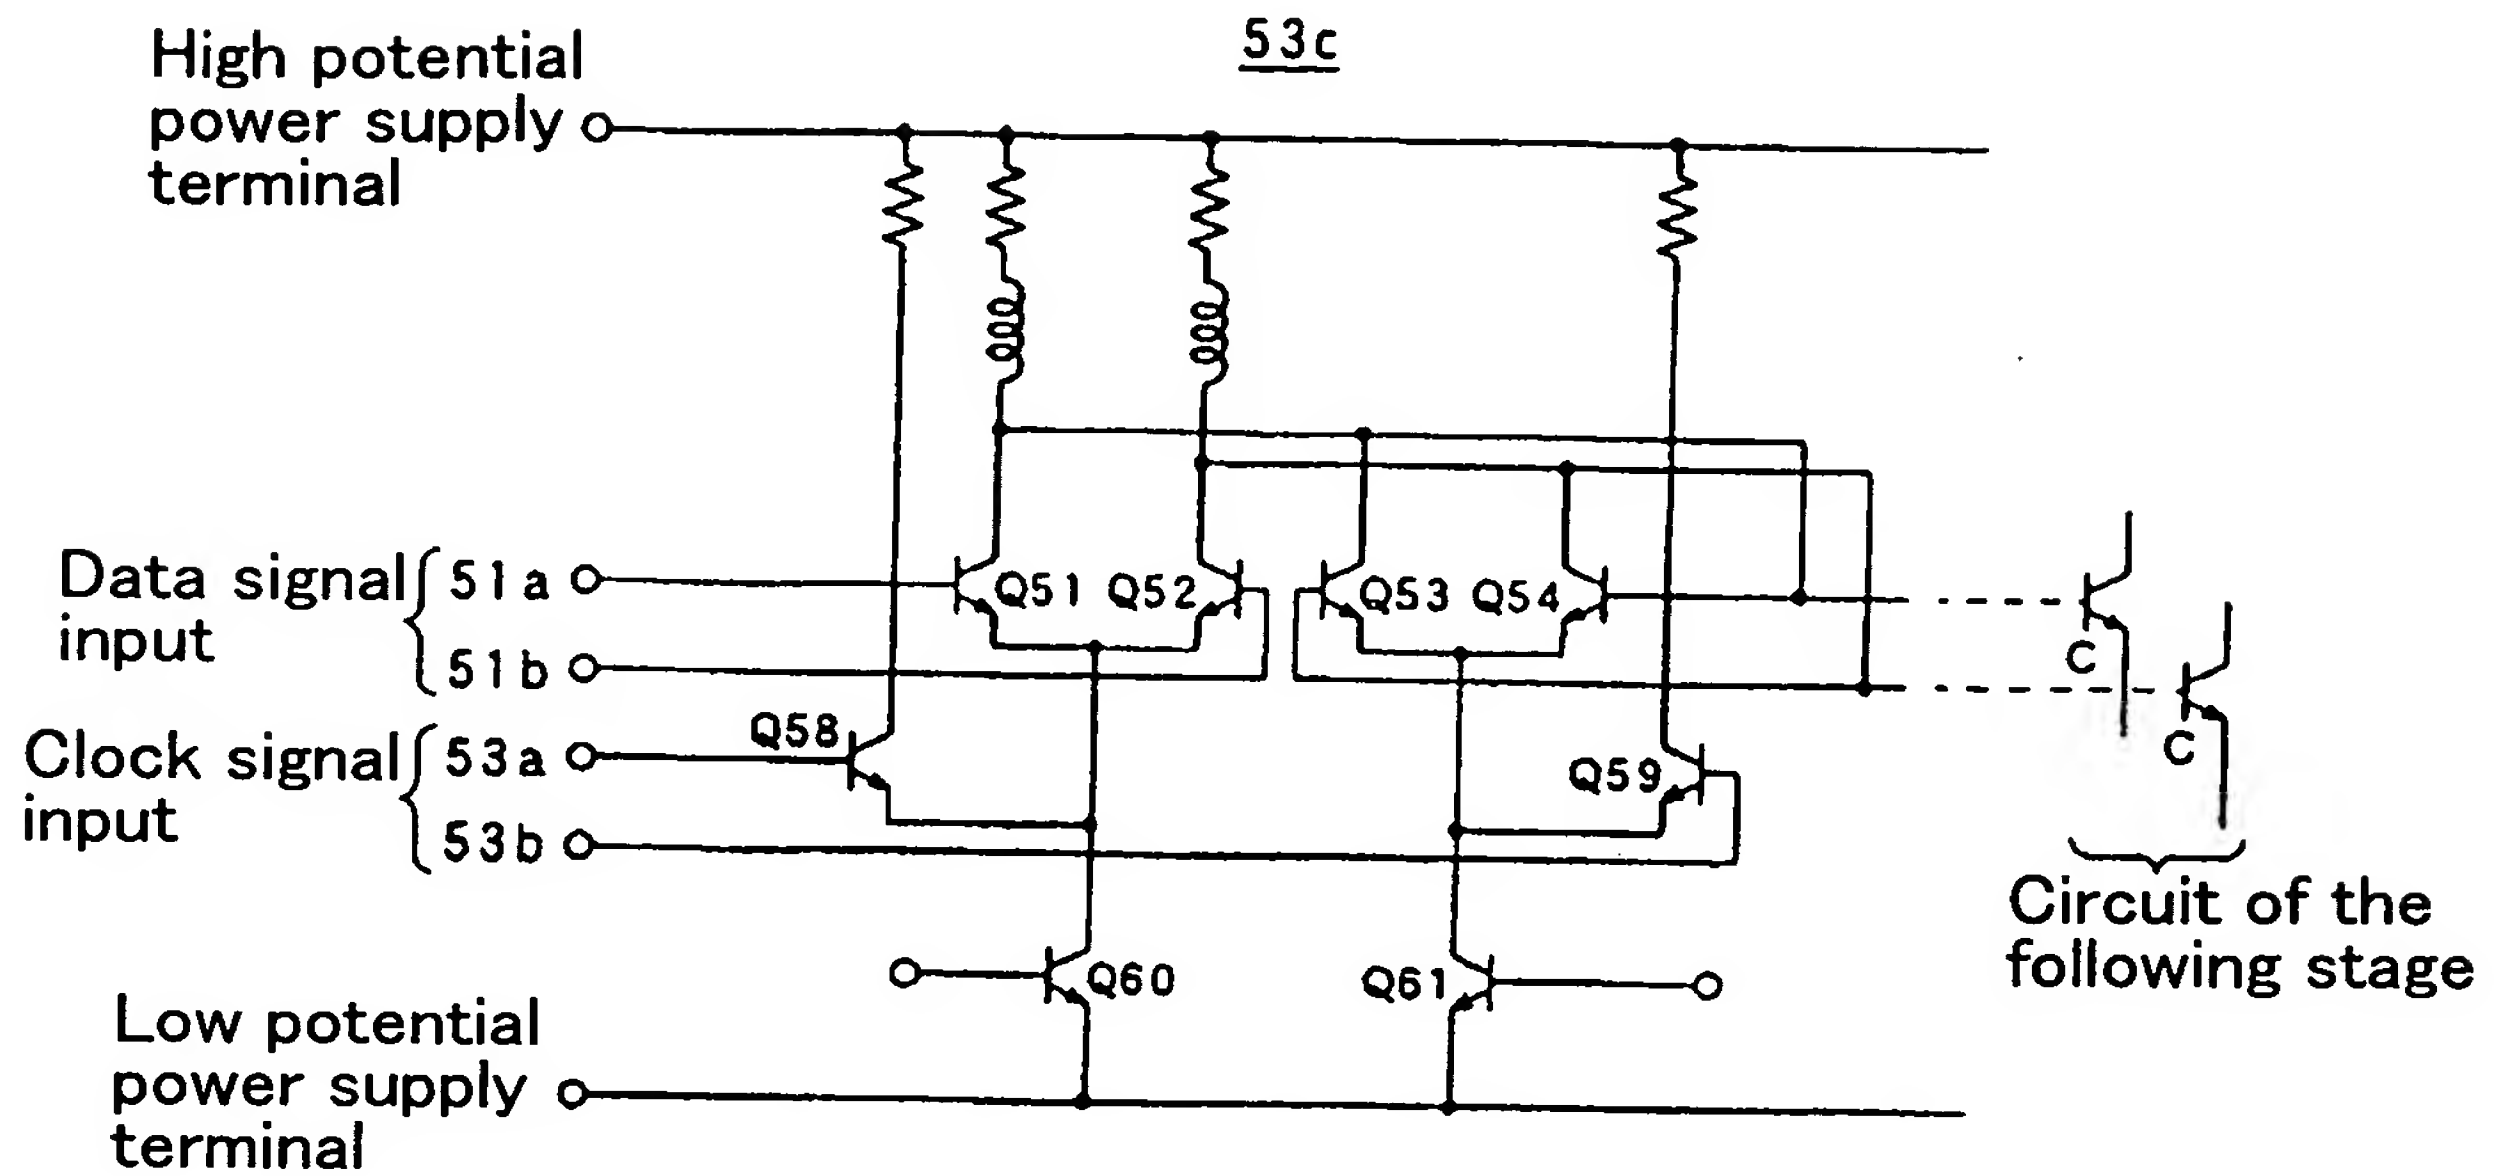 53c
High potential
power supply
terminal
Data signal
input
51a
51b
Q51
Q52
Q53
Q54
C
C
Clock signal
input
53a
53b
Q58
Q59
Circuit of the
following stage
Q60
Q61
Low potential
power supply
terminal